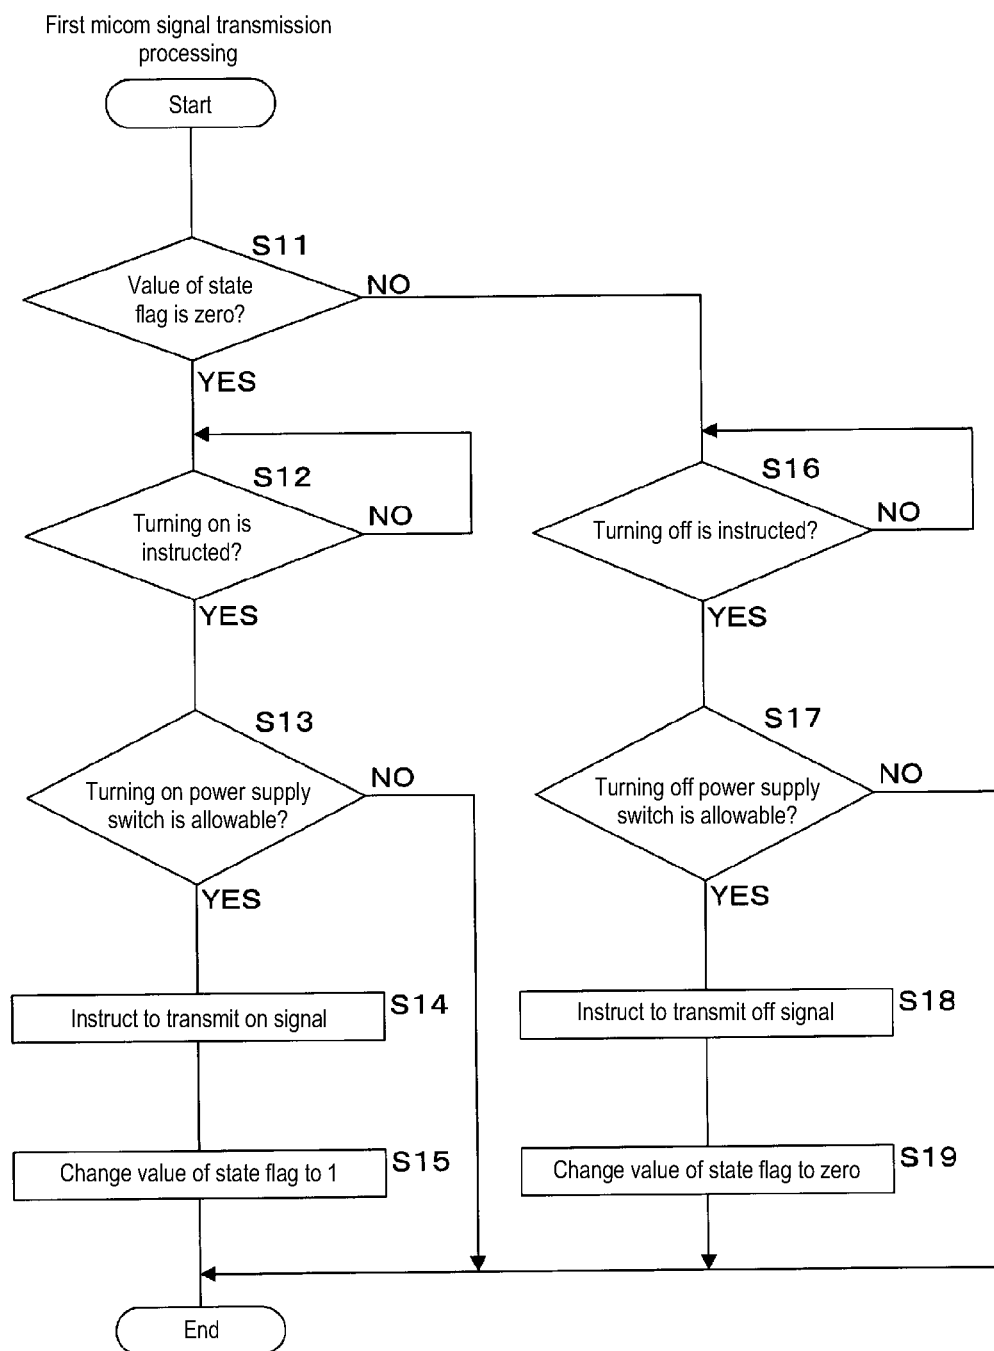 First micom signal transmission
processing
Start
S11
Value of state
flag is zero?
NO
YES
S12
Turning on is
instructed?
NO
YES
S16
Turning off is instructed?
NO
YES
S13
Turning on power supply
switch is allowable?
NO
YES
S17
Turning off power supply
switch is allowable?
NO
YES
Instruct to transmit on signal
S14
Instruct to transmit off signal
S18
Change value of state flag to 1
S15
Change value of state flag to zero
S19
End